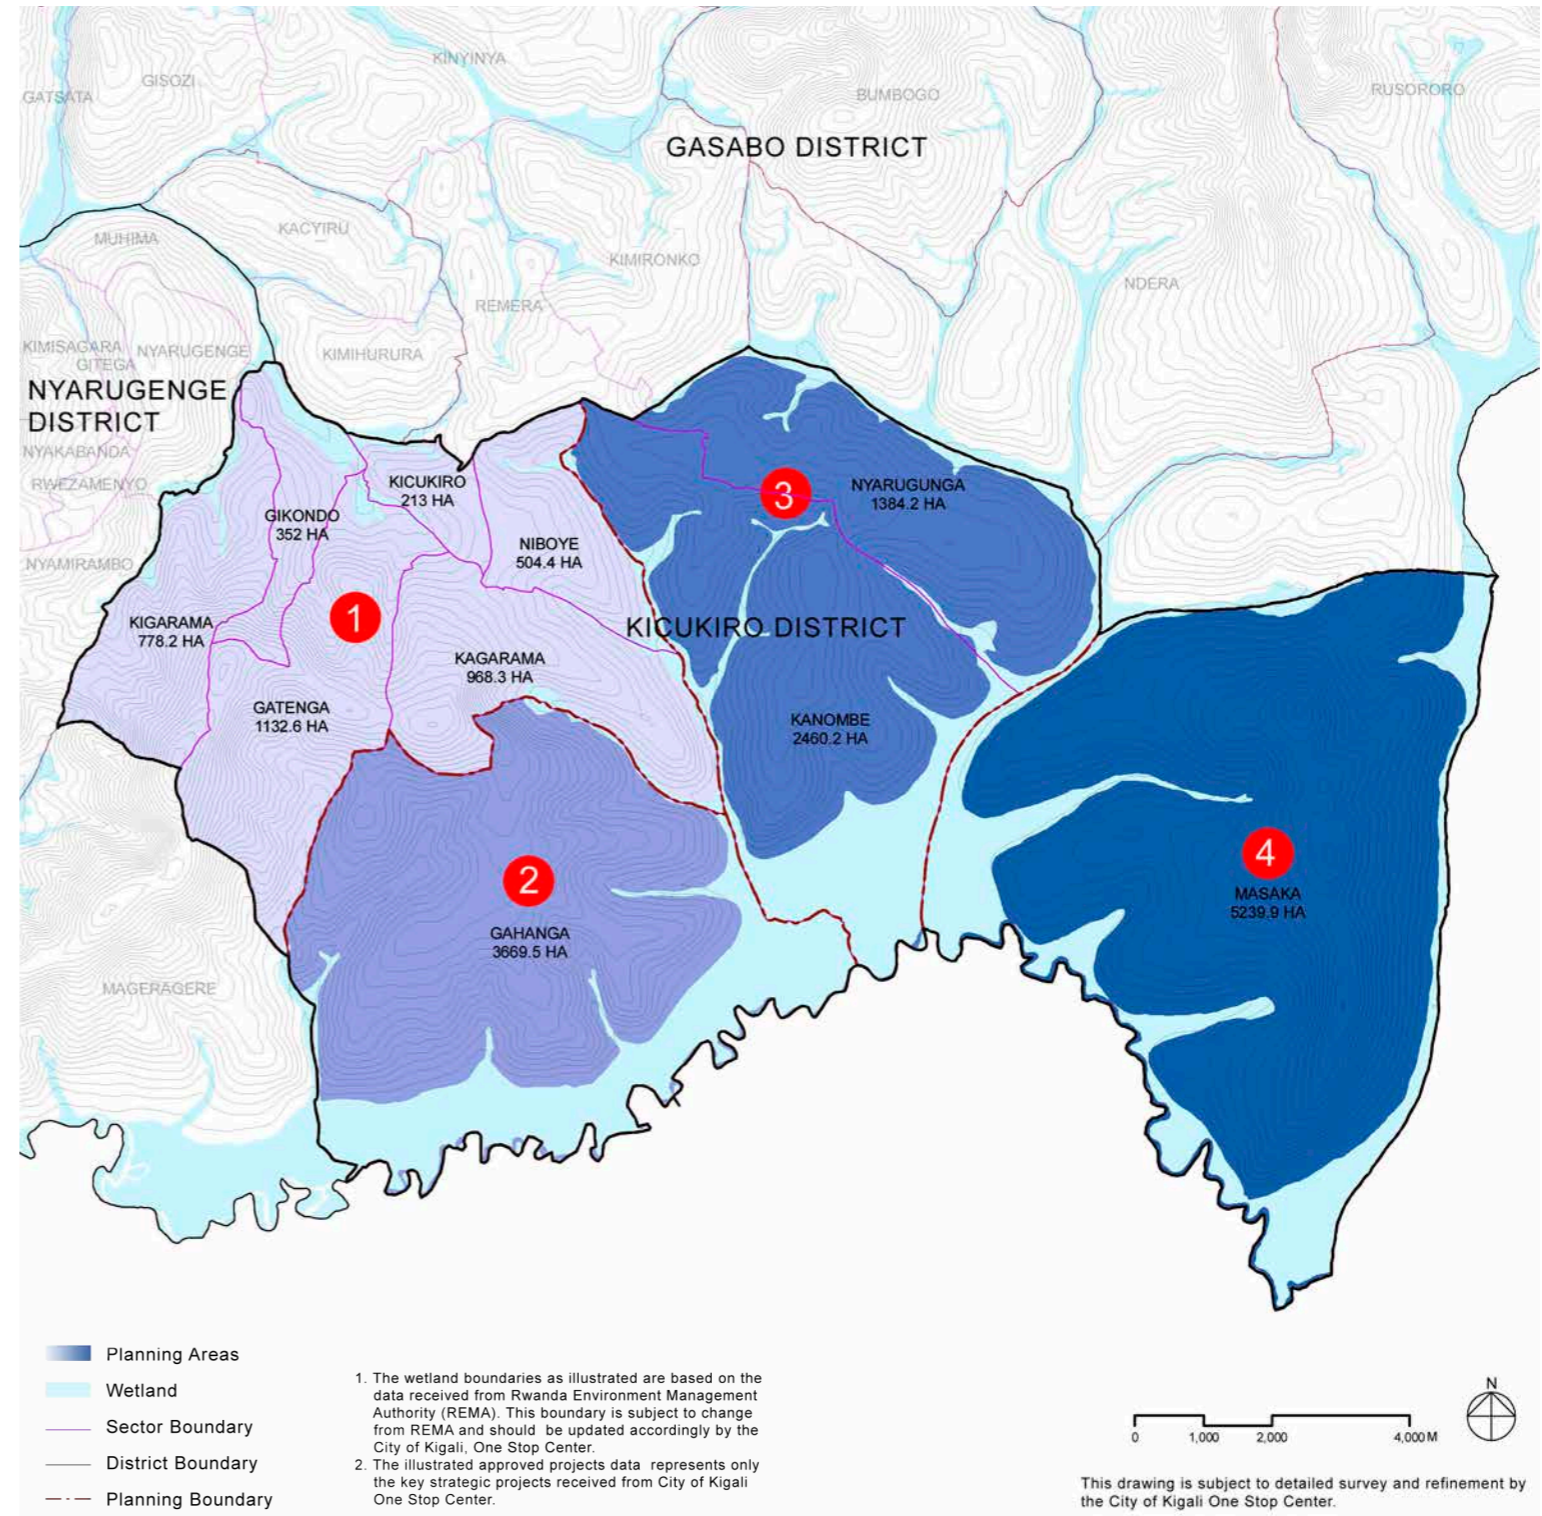 KINYINYA
GISOZI
GATSATA
BUMBOGO
RUSORORO
GASABO DISTRICT
MUHIMA
KACYIRU
KIMIRONKO
NDERA
REMERA
KIMISAGARA
NYARUGENGE
GITEGA
KIMIHURURA
NYARUGENGE
DISTRICT
NYAKABANDA
RWEZAMENYO
NYAMIRAMBO
KICUKIRO
213 HA
GIKONDO
352 HA
NIBOYE
504.4 HA
3
NYARUGUNGA
1384.2 HA
KIGARAMA
778.2 HA
1
KICUKIRO DISTRICT
KAGARAMA
968.3 HA
GATENGA
1132.6 HA
KANOMBE
2460.2 HA
2
GAHANGA
3669.5 HA
4
MASAKA
5239.9 HA
MAGERAGERE
Planning Areas
Wetland
Sector Boundary
District Boundary
Planning Boundary
1. The wetland boundaries as illustrated are based on the
data received from Rwanda Environment Management
Authority (REMA). This boundary is subject to change
from REMA and should be updated accordingly by the
City of Kigali, One Stop Center.
2. The illustrated approved projects data represents only
the key strategic projects received from City of Kigali
One Stop Center.
N
0 1,000 2,000 4,000M
This drawing is subject to detailed survey and refinement by
the City of Kigali One Stop Center.